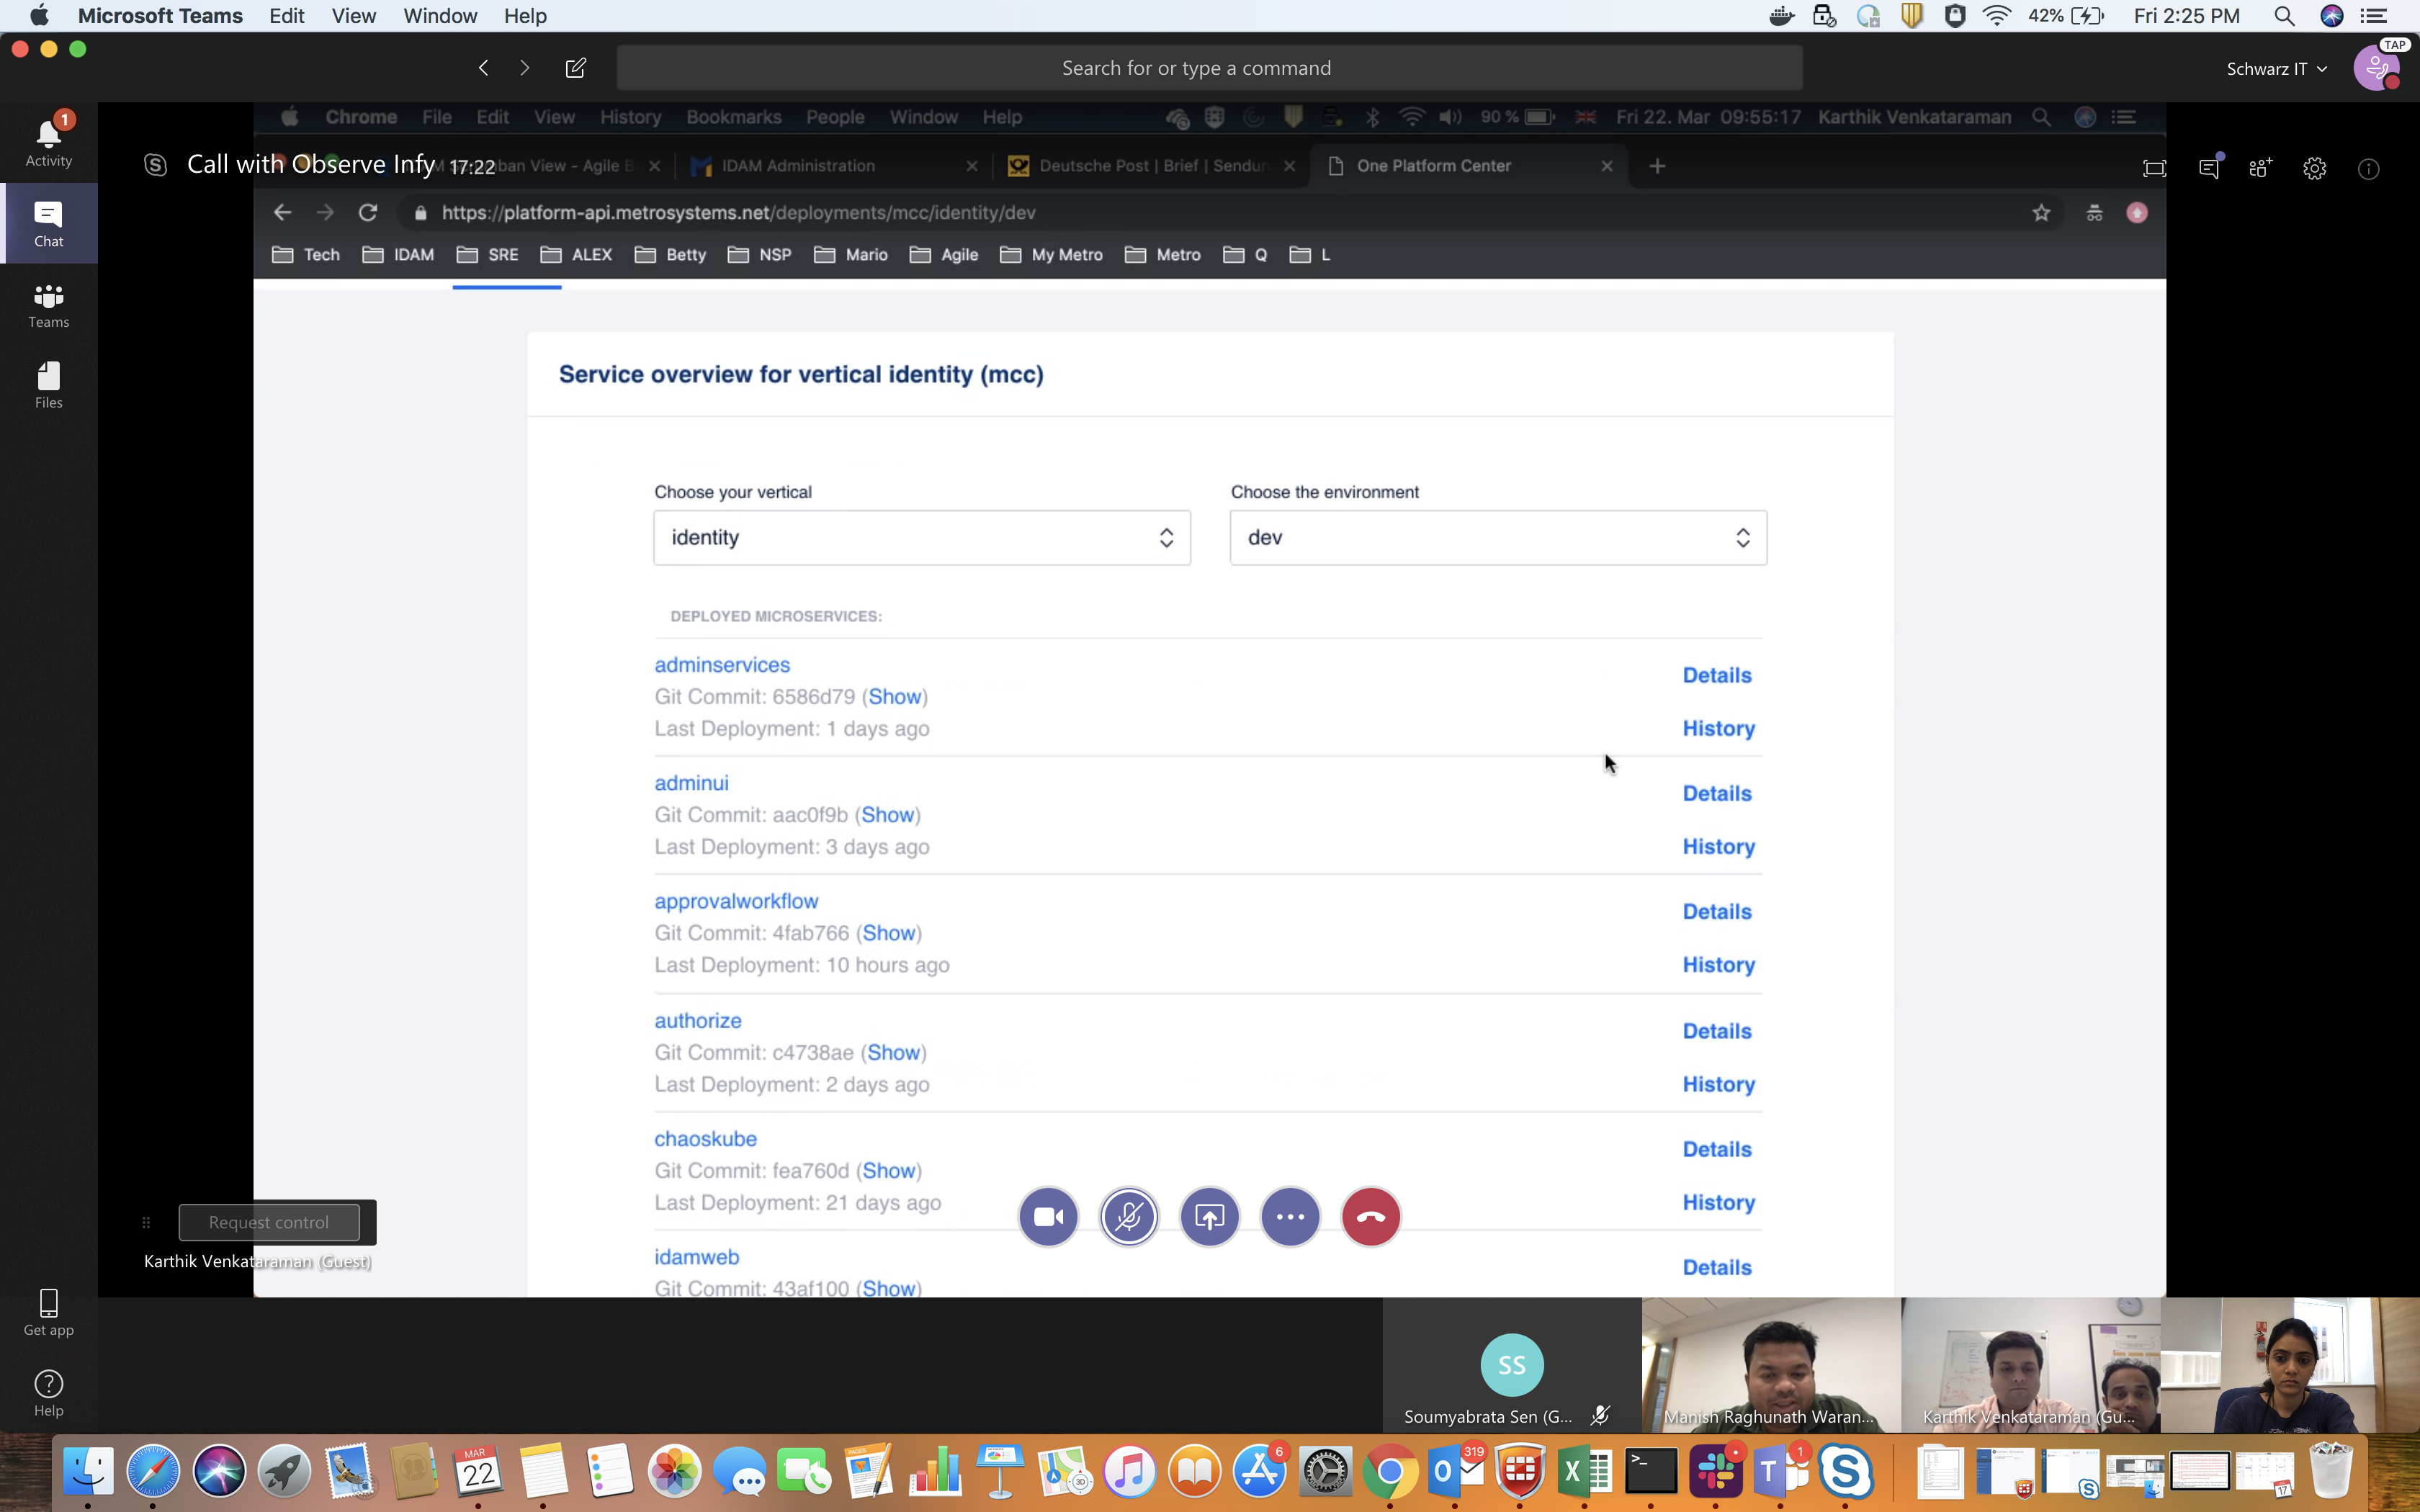 Microsoft Teams Edit View Window Help
42% Fri 2:25 PM
Search for or type a command
Schwarz IT
TAP
1
Activity
Chat
Teams
Files
Get app
Help
Chrome File Edit View History Bookmarks People Window Help
90 % Fri 22. Mar 09:55:17 Karthik Venkataraman
Call with Observe Infy 17:22
ban View - Agile B
IDAM Administration
Deutsche Post | Brief | Sendun
One Platform Center
https://platform-api.metrosystems.net/deployments/mcc/identity/dev
Tech IDAM SRE ALEX Betty NSP Mario Agile My Metro Metro Q L
Service overview for vertical identity (mcc)
Choose your vertical
Choose the environment
identity
dev
DEPLOYED MICROSERVICES:
adminservices
Details
Git Commit: 6586d79 (Show)
Last Deployment: 1 days ago
History
adminui
Details
Git Commit: aac0f9b (Show)
Last Deployment: 3 days ago
History
approvalworkflow
Details
Git Commit: 4fab766 (Show)
Last Deployment: 10 hours ago
History
authorize
Details
Git Commit: c4738ae (Show)
Last Deployment: 2 days ago
History
chaoskube
Details
Git Commit: fea760d (Show)
Last Deployment: 21 days ago
History
idamweb
Details
Git Commit: 43af100 (Show)
Request control
Karthik Venkataraman (Guest)
SS
Soumyabrata Sen (G...
Manish Raghunath Waran...
Karthik Venkataraman (Gu...
MAR
22
PAGES
3D
6
319
1
17